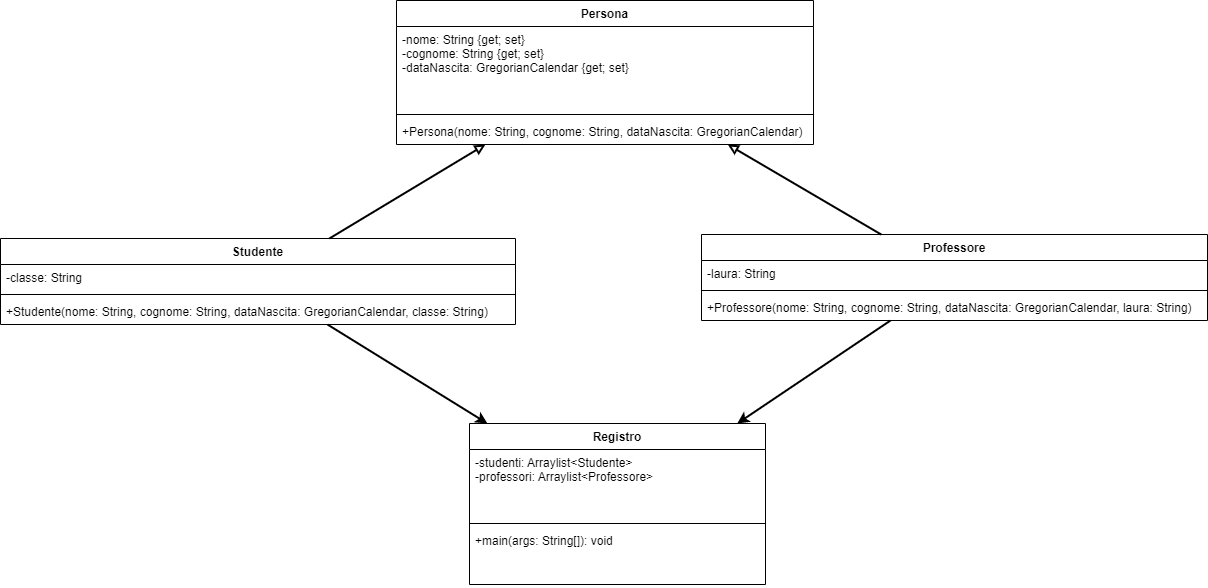 Persona
-nome: String {get; set}
-cognome: String {get; set}
-dataNascita: GregorianCalendar {get; set}
+Persona(nome: String, cognome: String, dataNascita: GregorianCalendar)
Studente
-classe: String
+Studente(nome: String, cognome: String, dataNascita: GregorianCalendar, classe: String)
Professore
-laura: String
+Professore(nome: String, cognome: String, dataNascita: GregorianCalendar, laura: String)
Registro
-studenti: Arraylist<Studente>
-professori: Arraylist<Professore>
+main(args: String[]): void